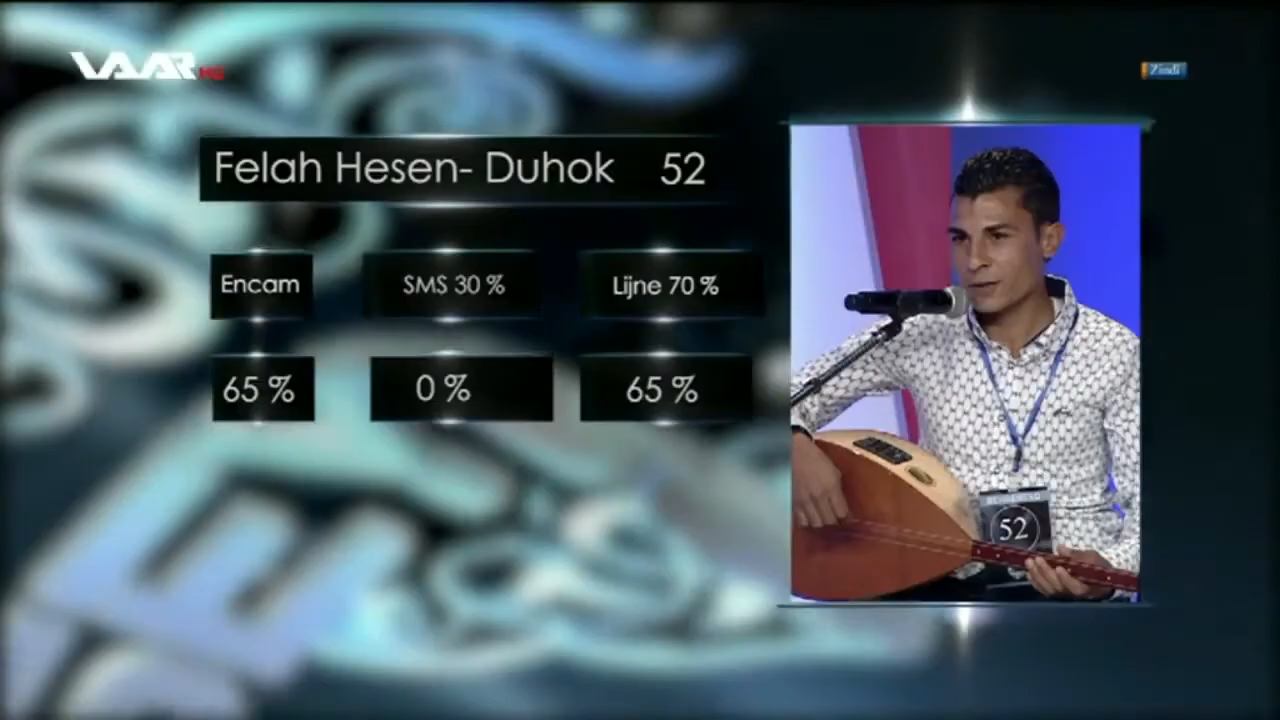 VAAR HD
Zindî
Felah Hesen- Duhok 52
Encam SMS 30 % Lijne 70 %
65 % 0 % 65 %
52